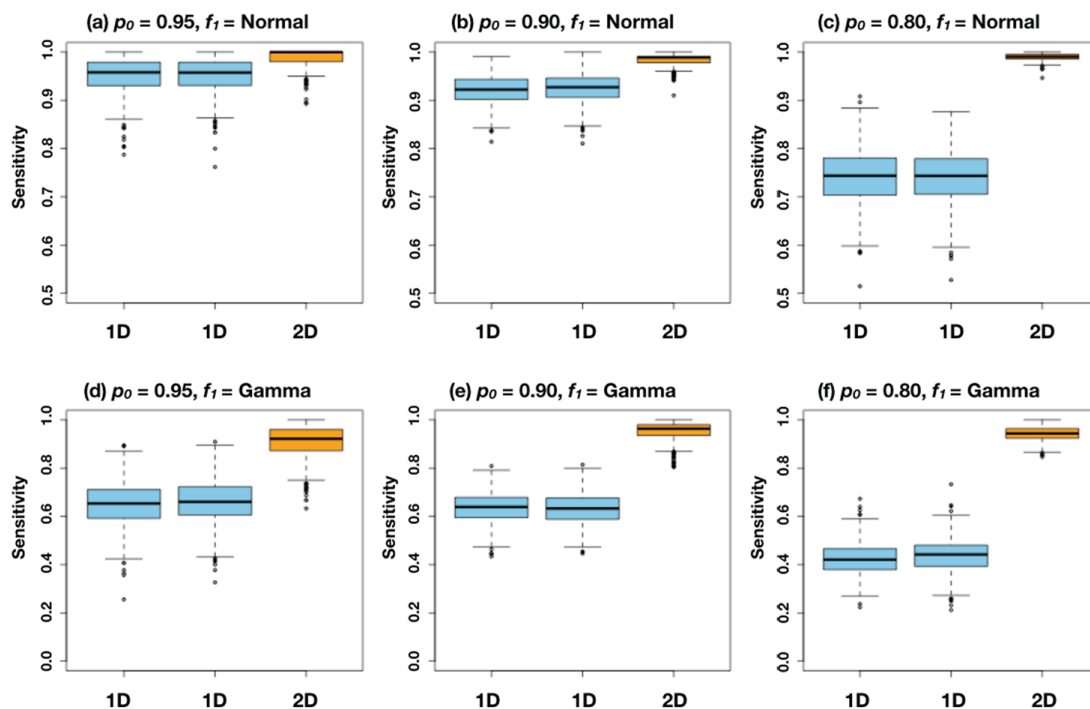 (a) p₀ = 0.95, f₁ = Normal
Sensitivity
1.0
0.9
0.8
0.7
0.6
0.5
1D 1D 2D
(b) p₀ = 0.90, f₁ = Normal
Sensitivity
1.0
0.9
0.8
0.7
0.6
0.5
1D 1D 2D
(c) p₀ = 0.80, f₁ = Normal
Sensitivity
1.0
0.9
0.8
0.7
0.6
0.5
1D 1D 2D
(d) p₀ = 0.95, f₁ = Gamma
Sensitivity
1.0
0.8
0.6
0.4
0.2
0.0
1D 1D 2D
(e) p₀ = 0.90, f₁ = Gamma
Sensitivity
1.0
0.8
0.6
0.4
0.2
0.0
1D 1D 2D
(f) p₀ = 0.80, f₁ = Gamma
Sensitivity
1.0
0.8
0.6
0.4
0.2
0.0
1D 1D 2D